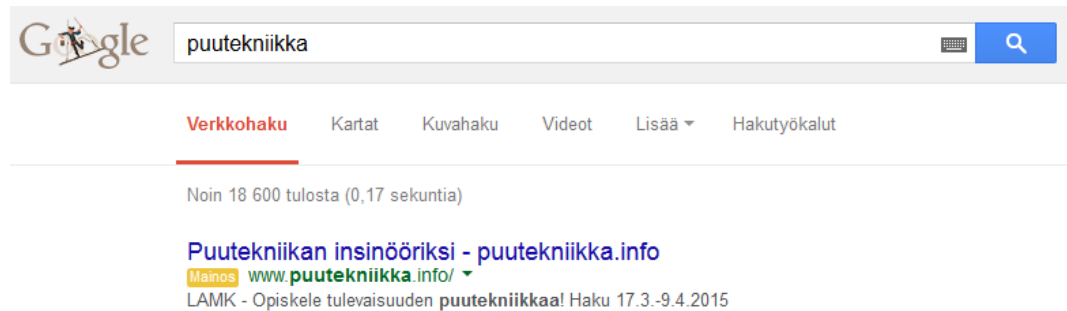 Google
puutekniikka
Verkkohaku Kartat Kuvahaku Videot Lisää Hakutyökalut
Noin 18 600 tulosta (0,17 sekuntia)
Puutekniikan insinööriksi - puutekniikka.info
Mainos www.puutekniikka.info/
LAMK - Opiskele tulevaisuuden puutekniikkaa! Haku 17.3.-9.4.2015